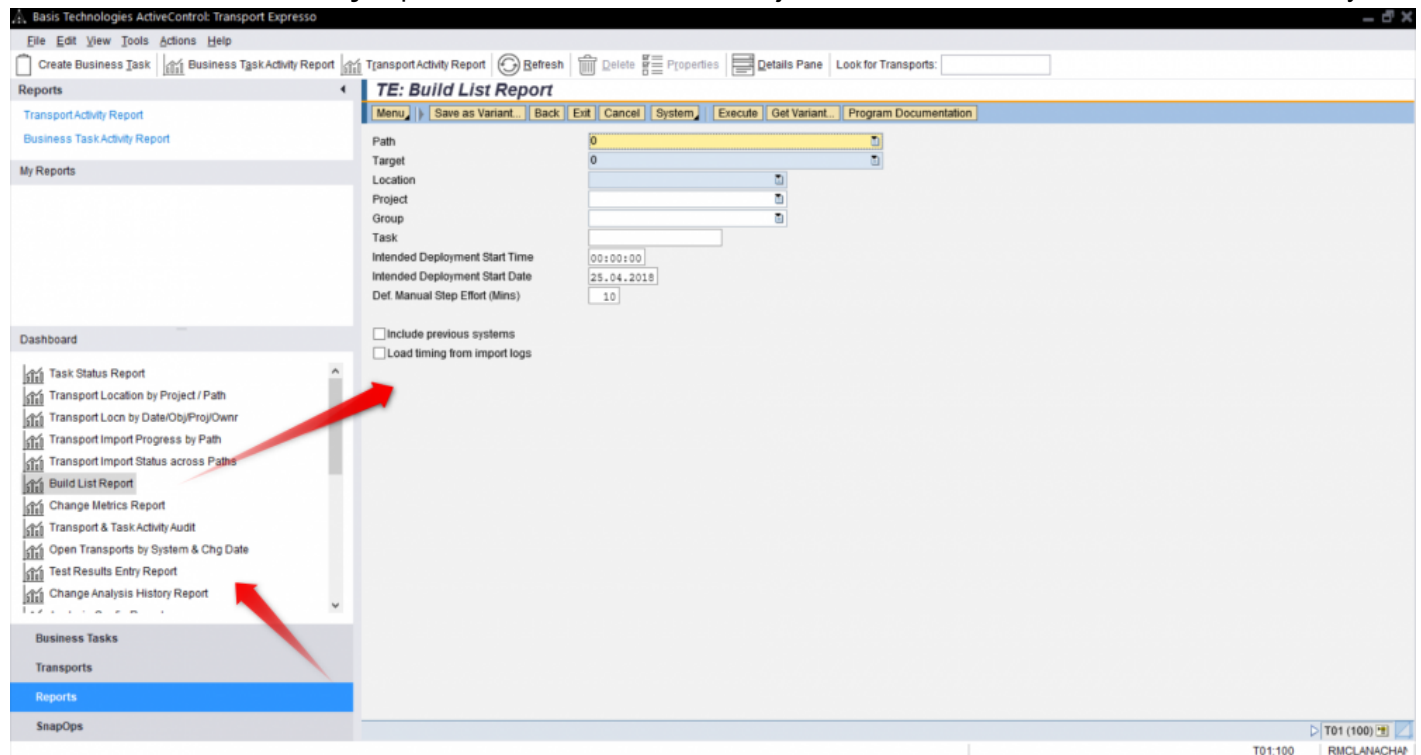 Basis Technologies ActiveControl: Transport Expresso
File Edit View Tools Actions Help
Create Business Task Business Task Activity Report Transport Activity Report Refresh Delete Properties Details Pane Look for Transports:
Reports
Transport Activity Report
Business Task Activity Report
My Reports
Dashboard
Task Status Report
Transport Location by Project / Path
Transport Locn by Date/Obj/Proj/Ownr
Transport Import Progress by Path
Transport Import Status across Paths
Build List Report
Change Metrics Report
Transport & Task Activity Audit
Open Transports by System & Chg Date
Test Results Entry Report
Change Analysis History Report
Business Tasks
Transports
Reports
SnapOps
TE: Build List Report
Menu Save as Variant... Back Exit Cancel System Execute Get Variant... Program Documentation
Path 0
Target 0
Location
Project
Group
Task
Intended Deployment Start Time 00:00:00
Intended Deployment Start Date 25.04.2018
Def. Manual Step Effort (Mins) 10
Include previous systems
Load timing from import logs
T01 (100)
T01:100 RMCLANACHAN